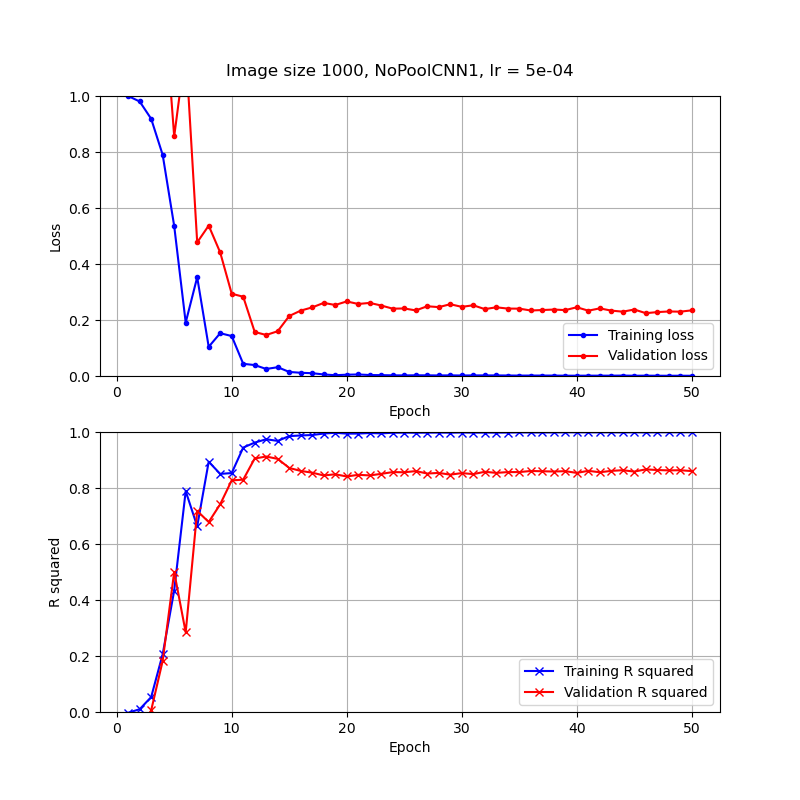 Image size 1000, NoPoolCNN1, lr = 5e-04
1.0
0.8
0.6
0.4
0.2
0.0
Loss
0 10 20 30 40 50
Epoch
Training loss
Validation loss
1.0
0.8
0.6
0.4
0.2
0.0
R squared
0 10 20 30 40 50
Epoch
Training R squared
Validation R squared